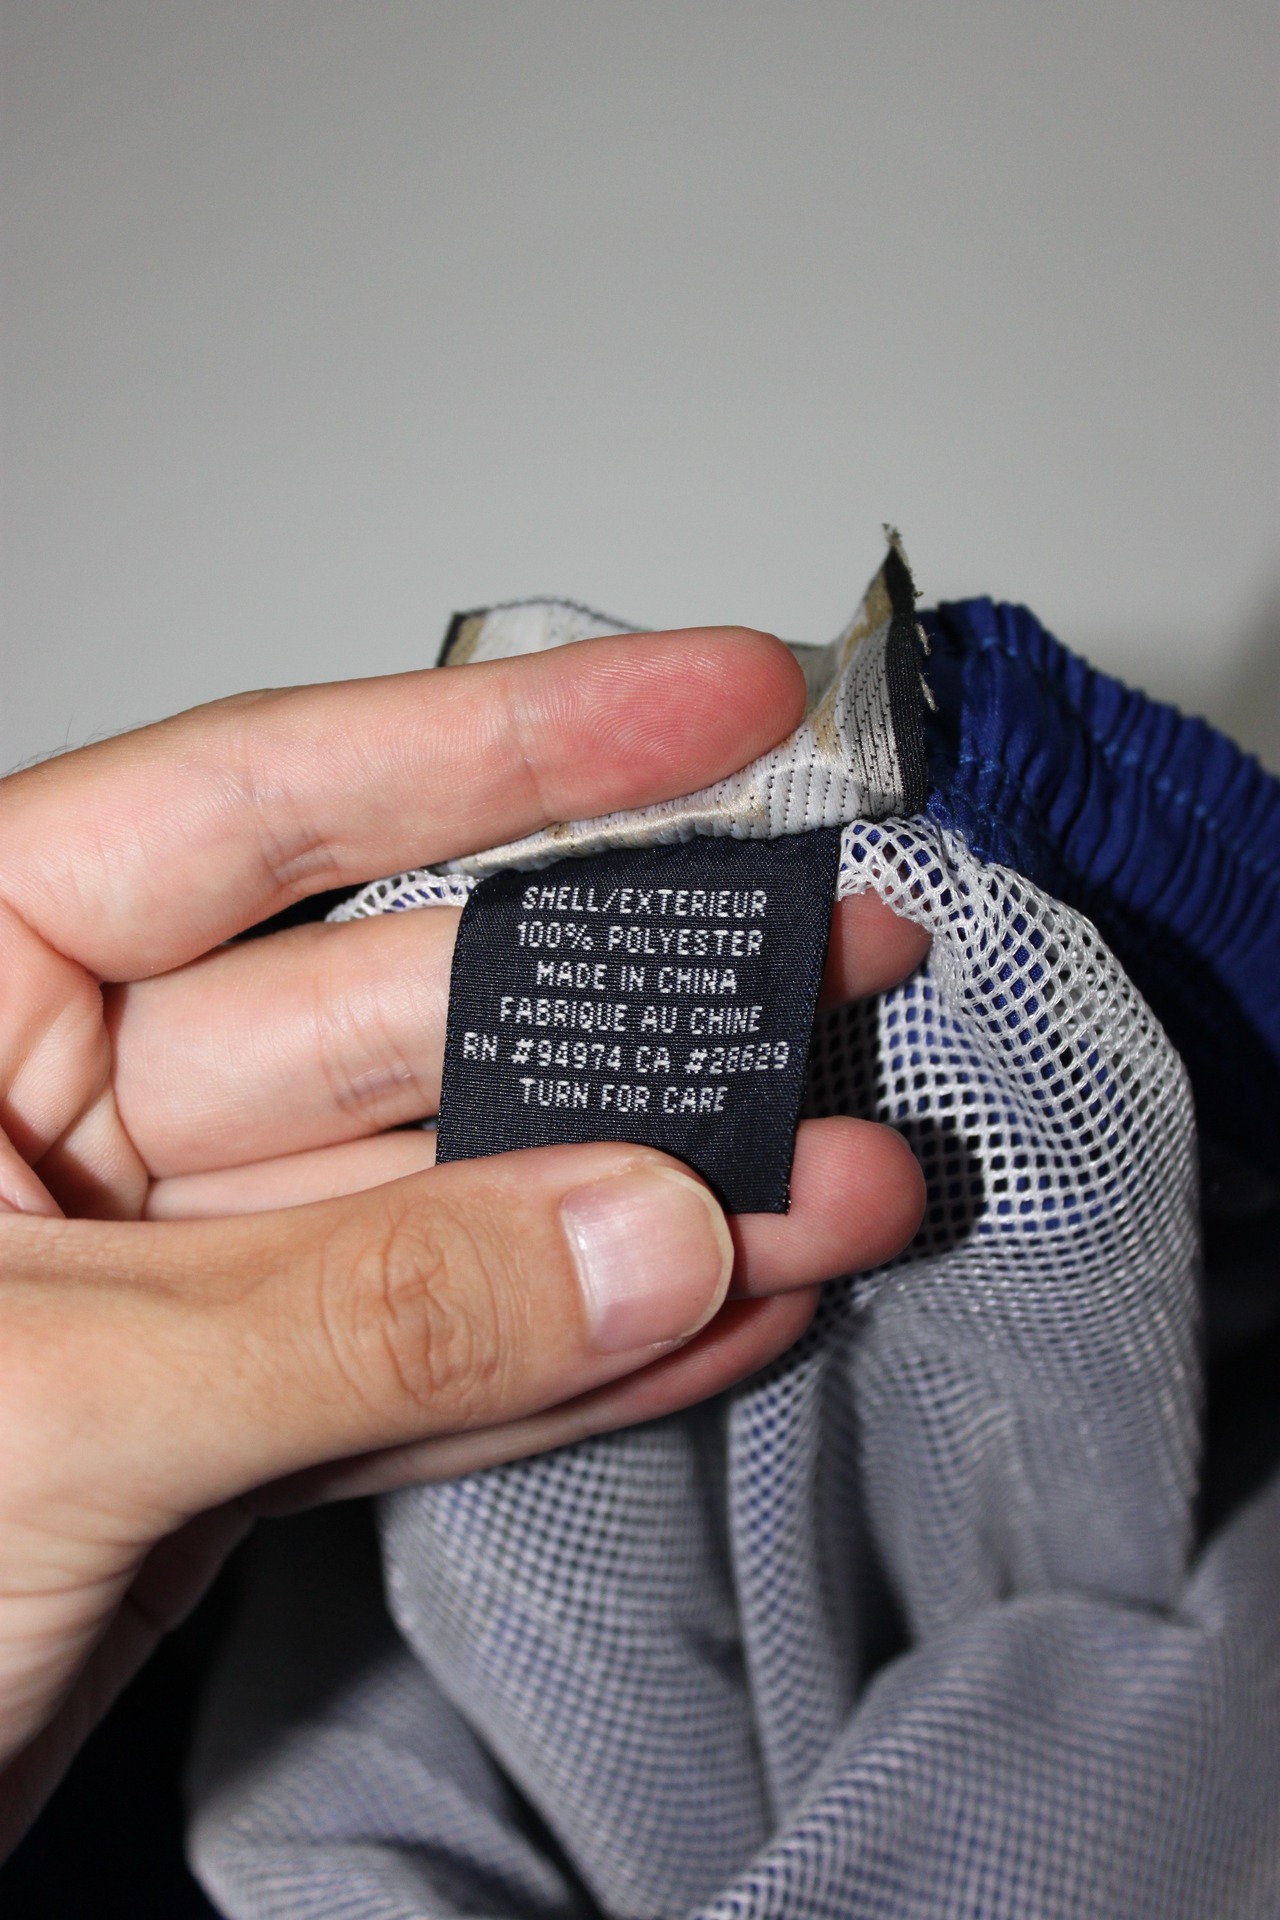 SHELL/EXTERIEUR
100% POLYESTER
MADE IN CHINA
FABRIQUE AU CHINE
RN #94974 CA #28629
TURN FOR CARE